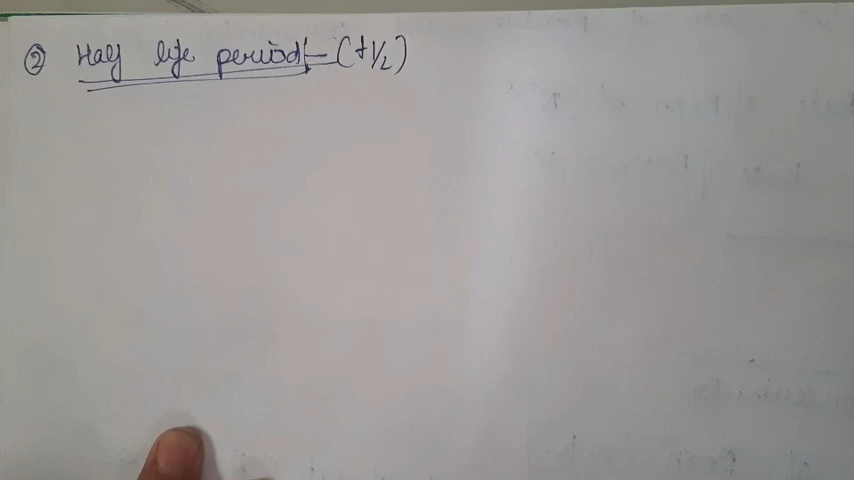 ② Half life period:- (t1/2)